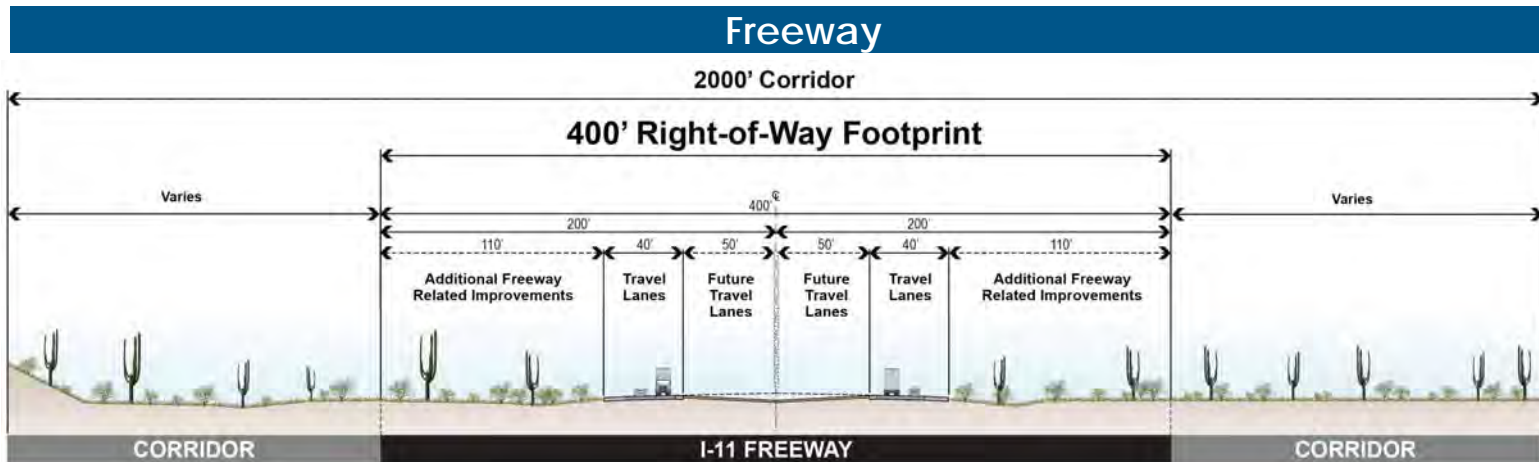 Freeway
2000' Corridor
400' Right-of-Way Footprint
Varies
Varies
℄
400'
200'
200'
110'
40'
50'
50'
40'
110'
Additional Freeway
Related Improvements
Travel
Lanes
Future
Travel
Lanes
Future
Travel
Lanes
Travel
Lanes
Additional Freeway
Related Improvements
CORRIDOR
I-11 FREEWAY
CORRIDOR